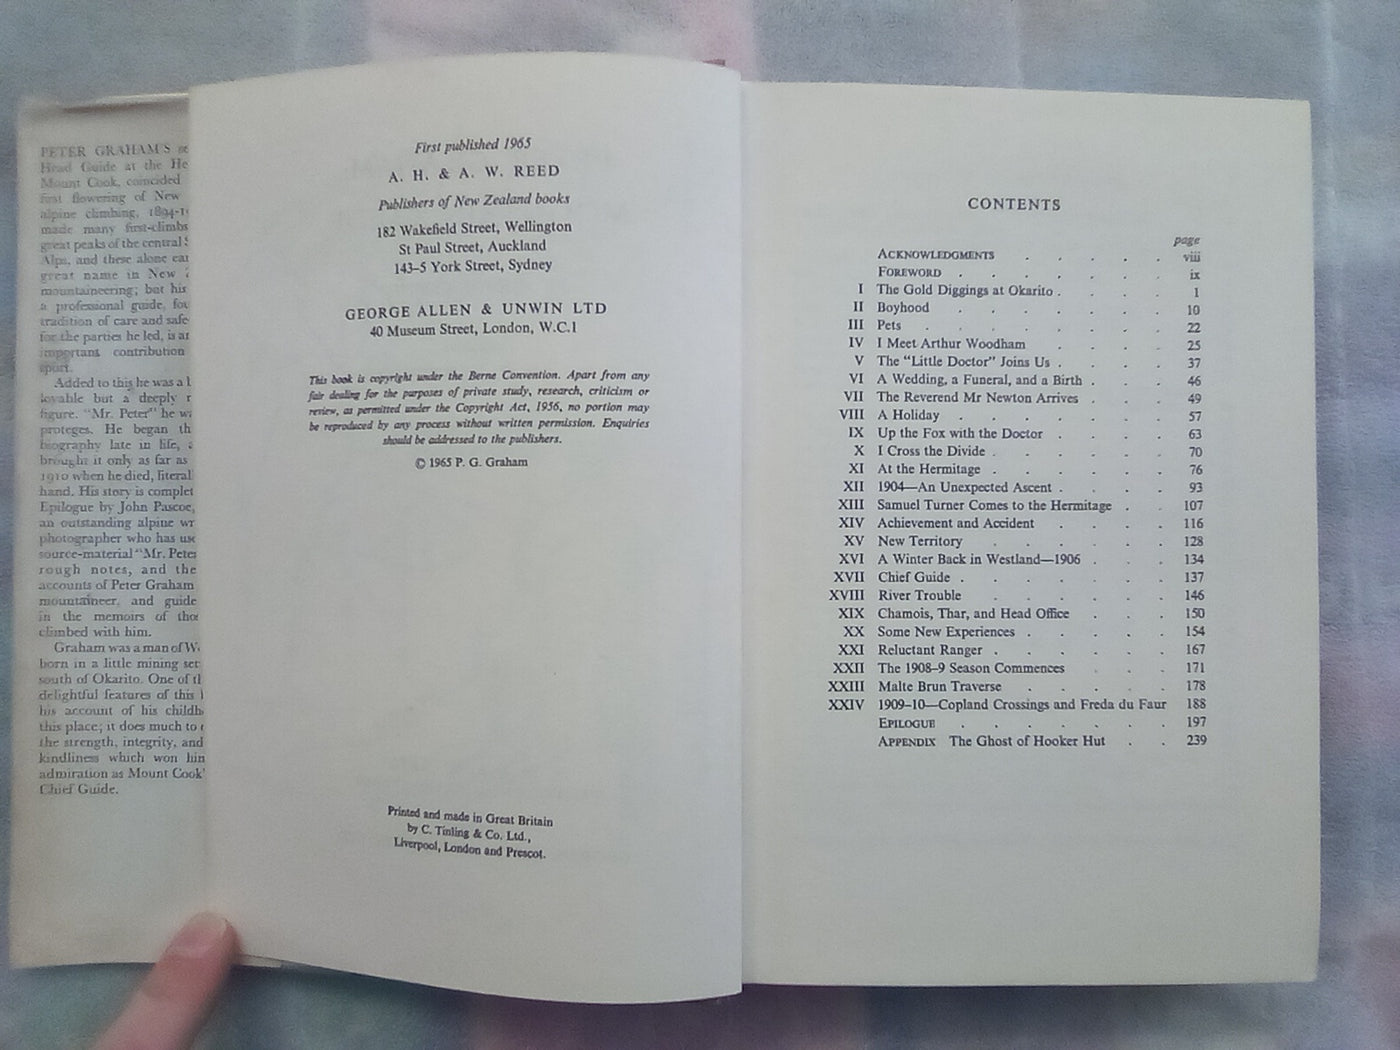 PETER GRAHAM'S
Head Guide at the He
Mount Cook, coincided
first flowering of New
alpine climbing, 1894-1
made many first-climbs
great peaks of the central S
Alps, and these alone ear
great name in New
mountaineering; but his
a professional guide, fou
tradition of care and safe
for the parties he led, is an
important contribution
sport.
Added to this he was a l
lovable but a deeply r
figure. "Mr. Peter" he wa
proteges. He began th
biography late in life, a
brought it only as far as
1910 when he died, literal
hand. His story is complet
Epilogue by John Pascoe,
an outstanding alpine wr
photographer who has us
source-material "Mr. Peter
rough notes, and the
accounts of Peter Graham
mountaineer, and guide
in the memoirs of thos
climbed with him.
Graham was a man of W
born in a little mining set
south of Okarito. One of th
delightful features of this
his account of his childh
this place; it does much to
the strength, integrity, and
kindliness which won him
admiration as Mount Cook'
Chief Guide.
First published 1965
A. H. & A. W. REED
Publishers of New Zealand books
182 Wakefield Street, Wellington
St Paul Street, Auckland
143–5 York Street, Sydney
GEORGE ALLEN & UNWIN LTD
40 Museum Street, London, W.C.1
This book is copyright under the Berne Convention. Apart from any
fair dealing for the purposes of private study, research, criticism or
review, as permitted under the Copyright Act, 1956, no portion may
be reproduced by any process without written permission. Enquiries
should be addressed to the publishers.
© 1965 P. G. Graham
Printed and made in Great Britain
by C. Tinling & Co. Ltd.,
Liverpool, London and Prescot.
CONTENTS
page
ACKNOWLEDGMENTS . . . . . viii
FOREWORD . . . . . . . ix
I The Gold Diggings at Okarito . . . . 1
II Boyhood . . . . . . 10
III Pets . . . . . . . 22
IV I Meet Arthur Woodham . . . . 25
V The "Little Doctor" Joins Us . . . . 37
VI A Wedding, a Funeral, and a Birth . . . 46
VII The Reverend Mr Newton Arrives . . . 49
VIII A Holiday . . . . . . 57
IX Up the Fox with the Doctor . . . . 63
X I Cross the Divide . . . . . 70
XI At the Hermitage . . . . . 76
XII 1904—An Unexpected Ascent . . . . 93
XIII Samuel Turner Comes to the Hermitage . . 107
XIV Achievement and Accident . . . . 116
XV New Territory . . . . . 128
XVI A Winter Back in Westland—1906 . . . 134
XVII Chief Guide . . . . . . 137
XVIII River Trouble . . . . . 146
XIX Chamois, Thar, and Head Office . . . 150
XX Some New Experiences . . . . . 154
XXI Reluctant Ranger . . . . . 167
XXII The 1908–9 Season Commences . . . 171
XXIII Malte Brun Traverse . . . . . 178
XXIV 1909–10—Copland Crossings and Freda du Faur 188
EPILOGUE . . . . . . . 197
APPENDIX The Ghost of Hooker Hut . . 239